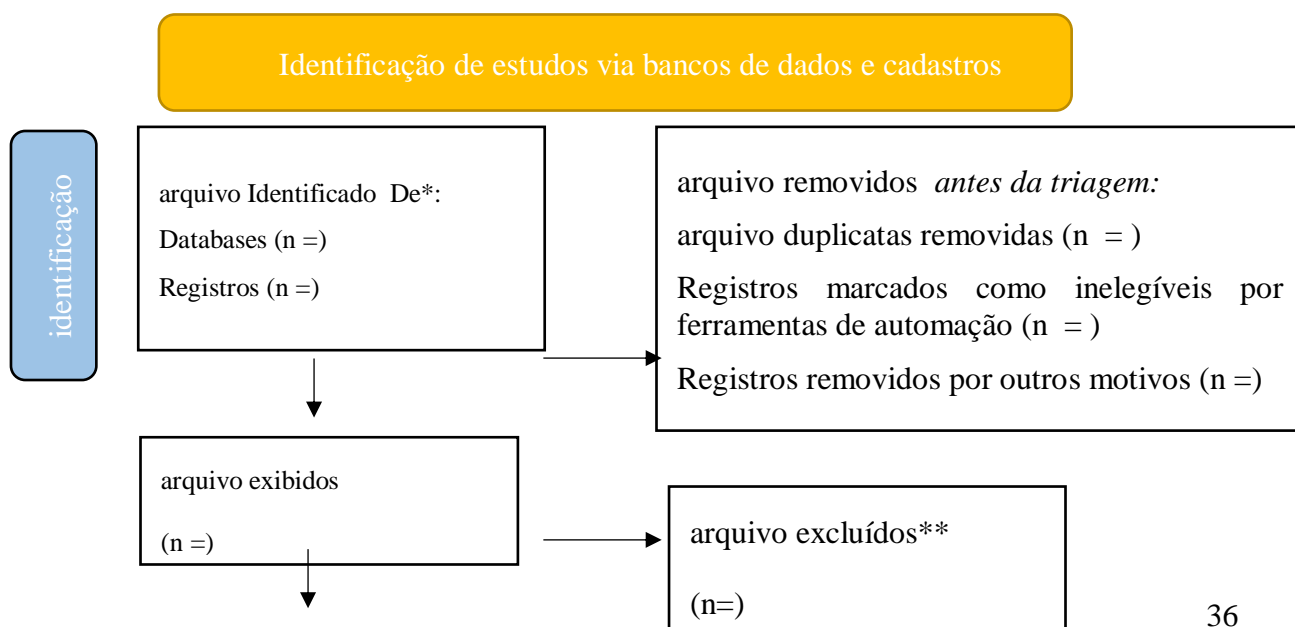 Identificação de estudos via bancos de dados e cadastros
identificação
arquivo Identificado De*:
Databases (n =)
Registros (n =)
arquivo removidos antes da triagem:
arquivo duplicatas removidas (n = )
Registros marcados como inelegíveis por
ferramentas de automação (n = )
Registros removidos por outros motivos (n =)
arquivo exibidos
(n =)
arquivo excluídos**
(n=)
36